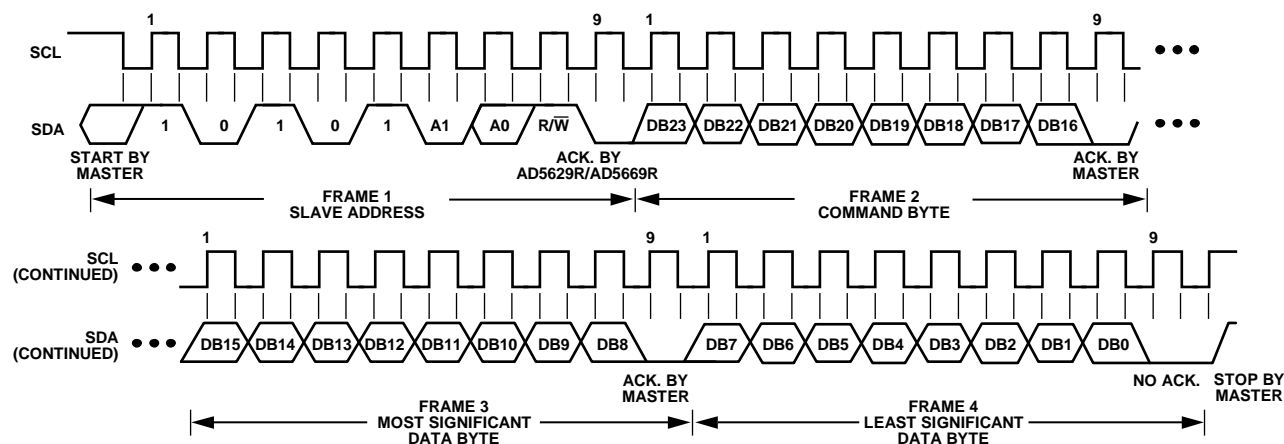 1 9 1 9
SCL
SDA
1 0 1 0 1 A1 A0 R/W̅ DB23 DB22 DB21 DB20 DB19 DB18 DB17 DB16
START BY
MASTER
ACK. BY
AD5629R/AD5669R
ACK. BY
MASTER
FRAME 1
SLAVE ADDRESS
FRAME 2
COMMAND BYTE
1 9 1 9
SCL
(CONTINUED)
SDA
(CONTINUED)
DB15 DB14 DB13 DB12 DB11 DB10 DB9 DB8 DB7 DB6 DB5 DB4 DB3 DB2 DB1 DB0
ACK. BY
MASTER
NO ACK.
STOP BY
MASTER
FRAME 3
MOST SIGNIFICANT
DATA BYTE
FRAME 4
LEAST SIGNIFICANT
DATA BYTE